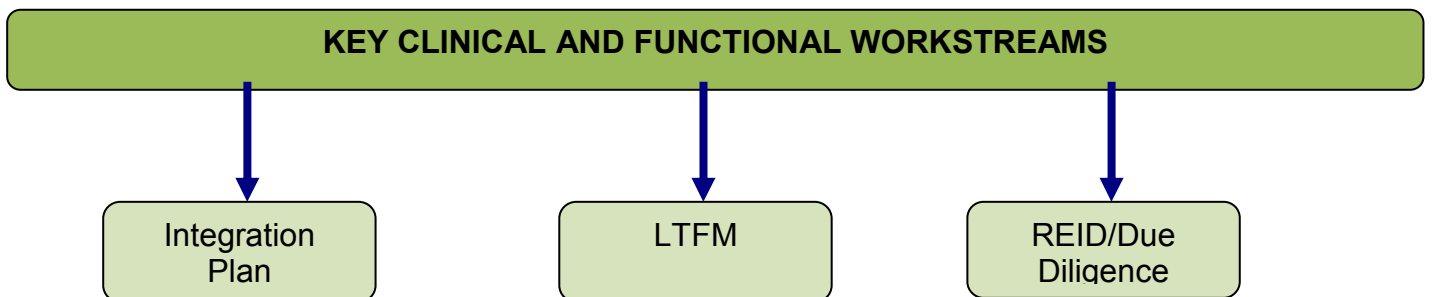 KEY CLINICAL AND FUNCTIONAL WORKSTREAMS
Integration
Plan
LTFM
REID/Due
Diligence